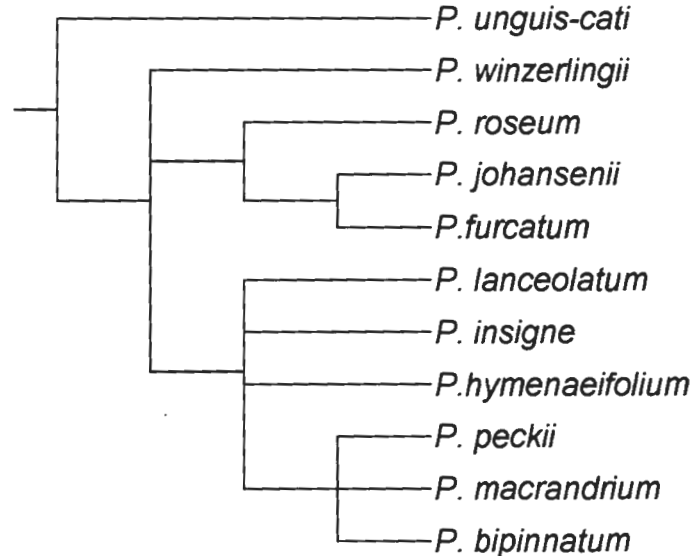 P. unguis-cati
P. winzerlingii
P. roseum
P. johansenii
P.furcatum
P. lanceolatum
P. insigne
P.hymenaeifolium
P. peckii
P. macrandrium
P. bipinnatum